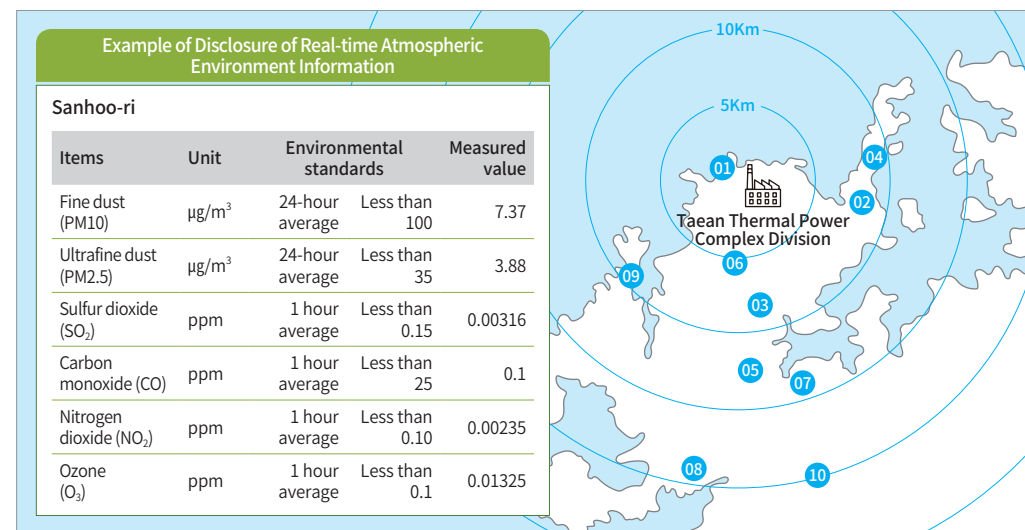 Example of Disclosure of Real-time Atmospheric
Environment Information
Sanhoo-ri
Items Unit Environmental standards Measured value
Fine dust (PM10) μg/m³ 24-hour average Less than 100 7.37
Ultrafine dust (PM2.5) μg/m³ 24-hour average Less than 35 3.88
Sulfur dioxide (SO₂) ppm 1 hour average Less than 0.15 0.00316
Carbon monoxide (CO) ppm 1 hour average Less than 25 0.1
Nitrogen dioxide (NO₂) ppm 1 hour average Less than 0.10 0.00235
Ozone (O₃) ppm 1 hour average Less than 0.1 0.01325
10Km
5Km
04
01
02
Taean Thermal Power
Complex Division
06
09
03
05
07
08
10